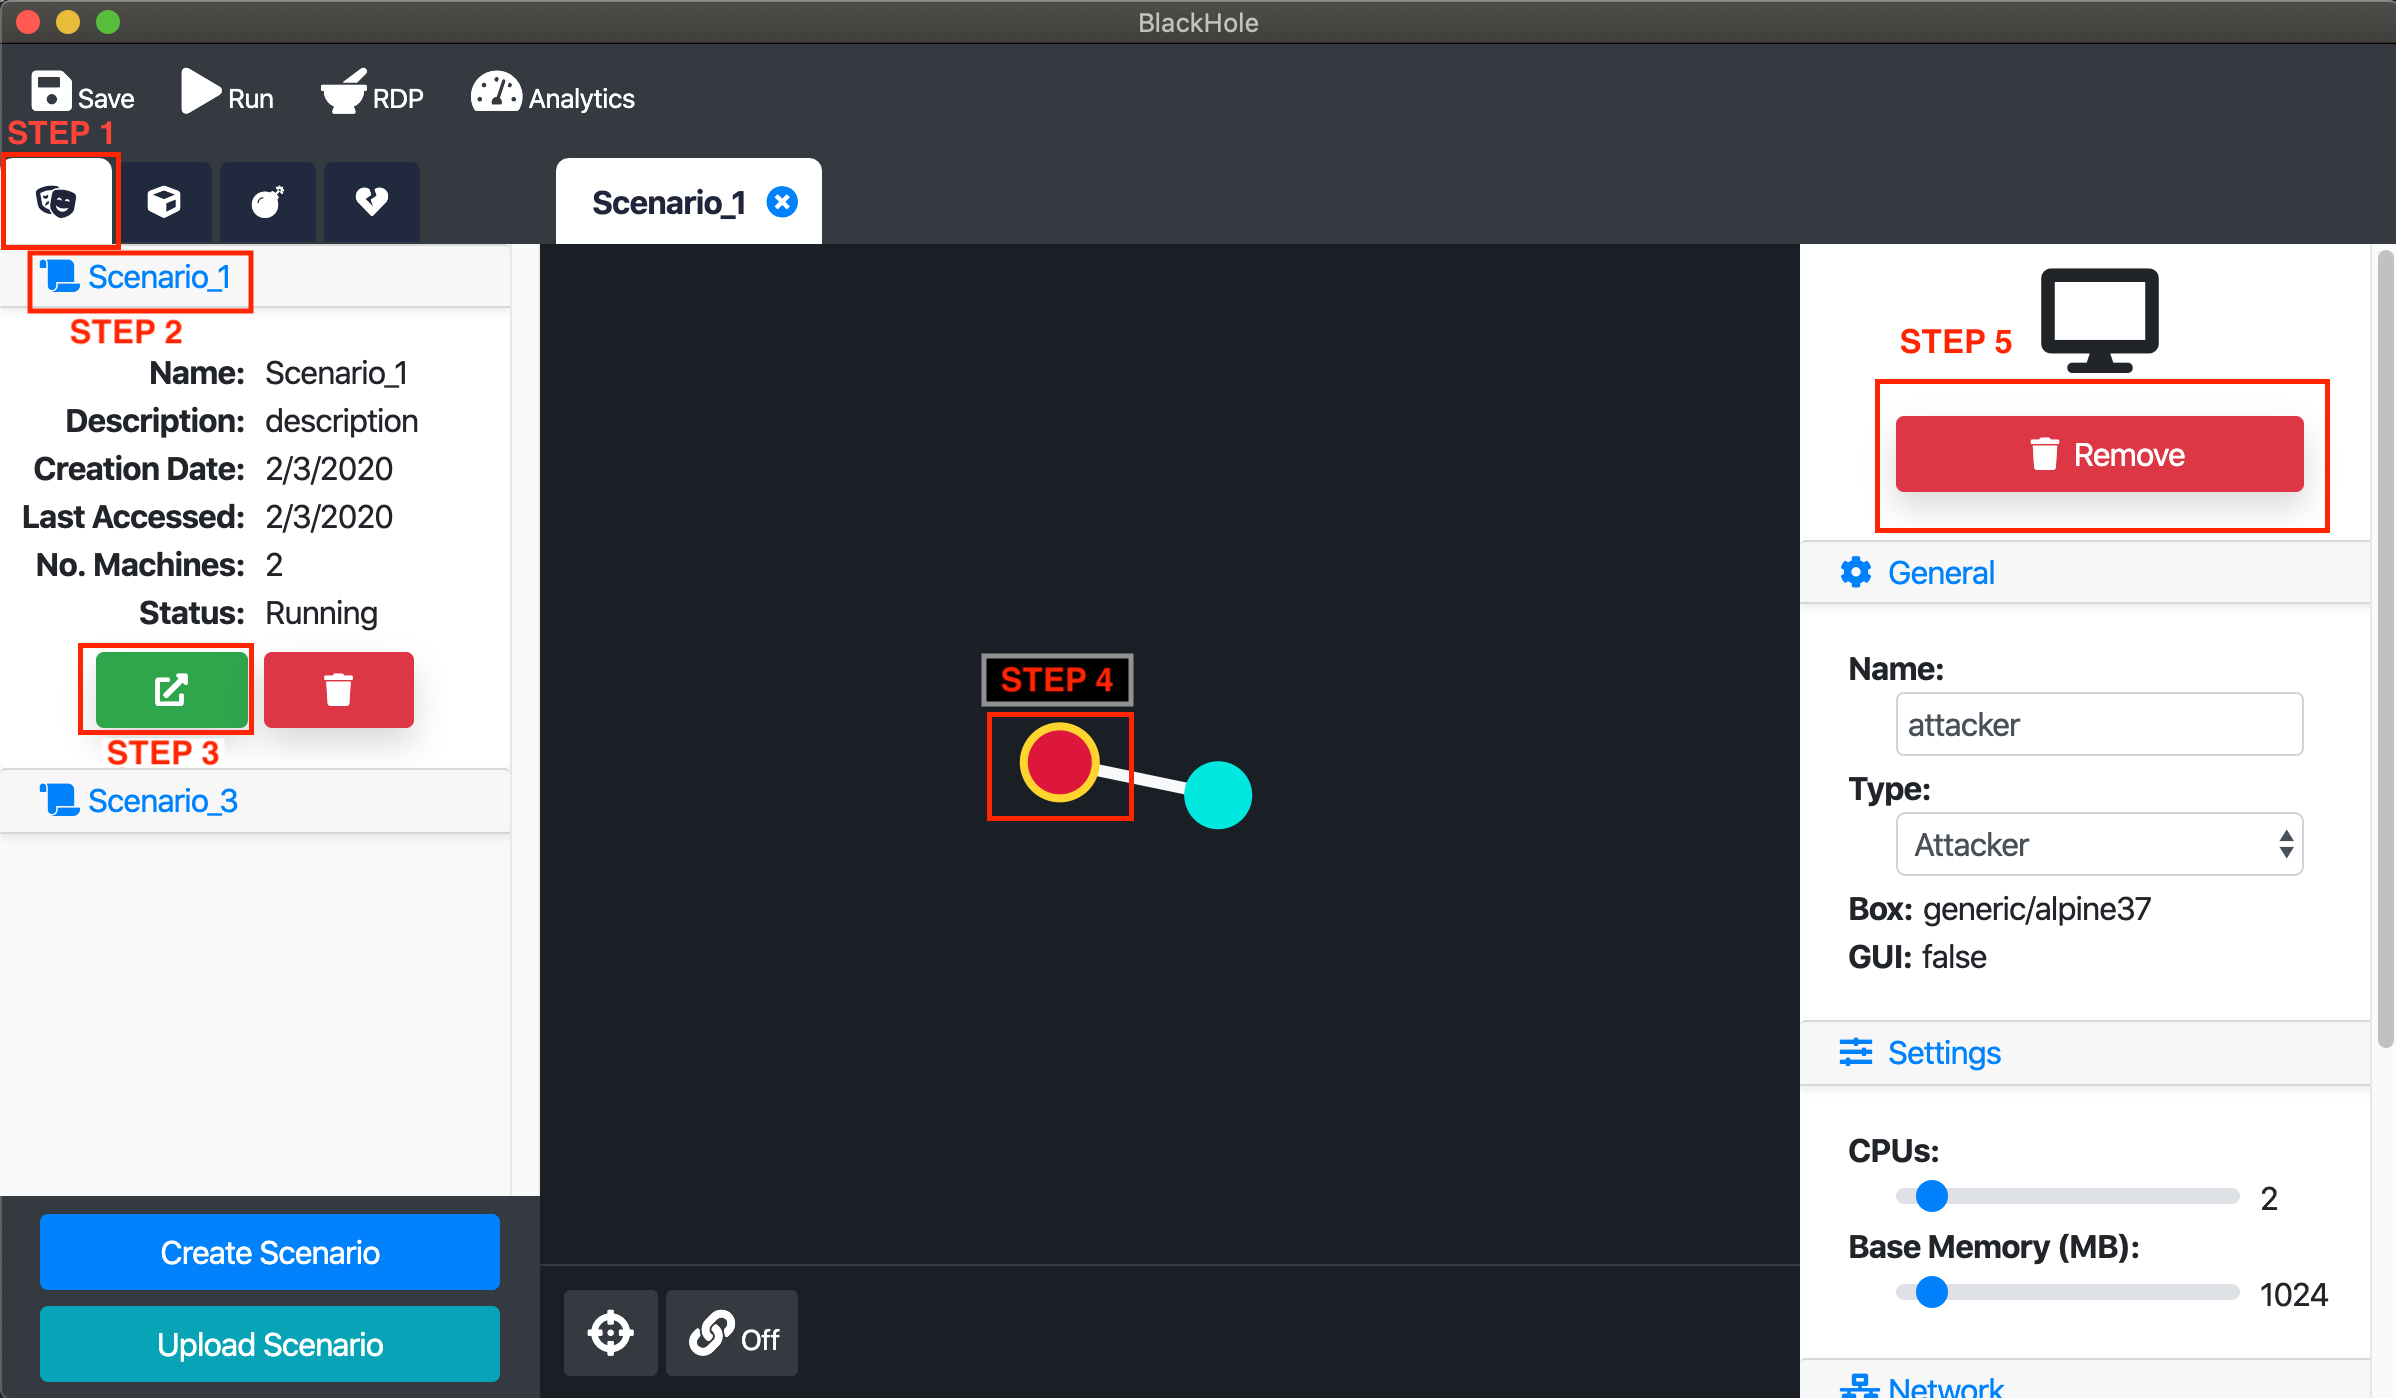 BlackHole
Save Run RDP Analytics
STEP 1
Scenario_1
Scenario_1
STEP 2
Name: Scenario_1
Description: description
Creation Date: 2/3/2020
Last Accessed: 2/3/2020
No. Machines: 2
Status: Running
STEP 3
Scenario_3
Create Scenario
Upload Scenario
STEP 4
Off
STEP 5
Remove
General
Name:
attacker
Type:
Attacker
Box: generic/alpine37
GUI: false
Settings
CPUs:
2
Base Memory (MB):
1024
Network